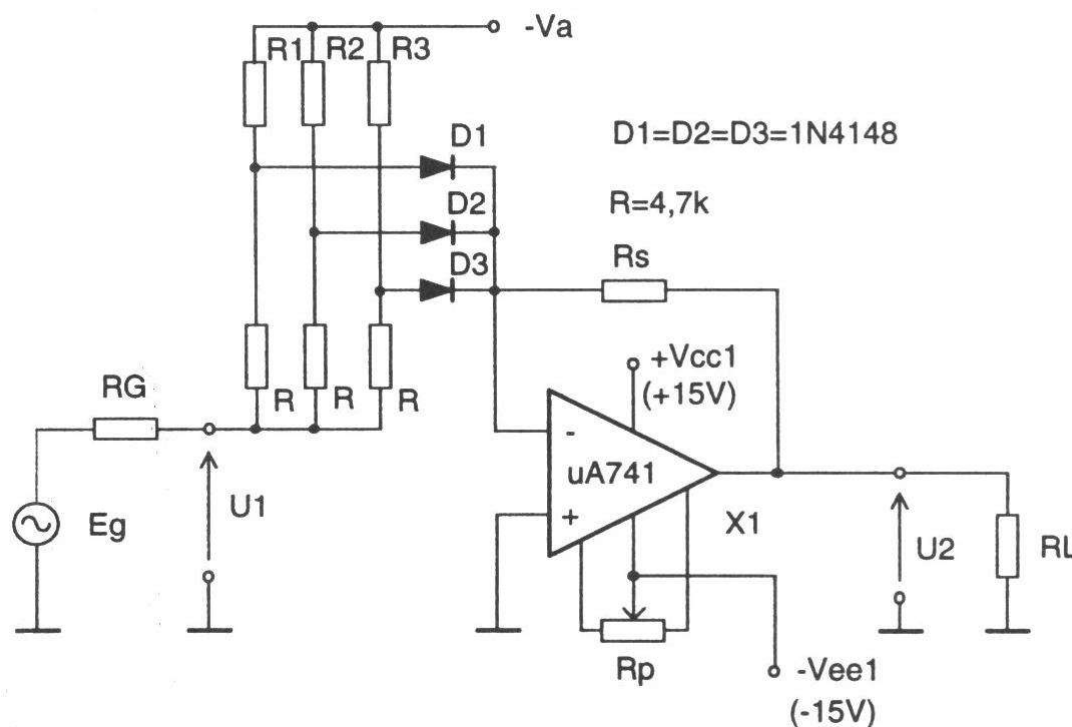 -Va
R1 R2 R3
D1=D2=D3=1N4148
D1
D2
R=4,7k
D3
Rs
+Vcc1
(+15V)
RG
R R R
-
uA741
+
X1
Eg
U1
U2
RL
Rp
-Vee1
(-15V)